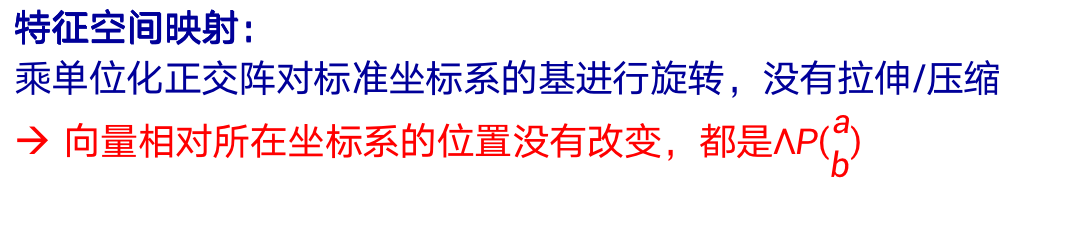 特征空间映射：
乘单位化正交阵对标准坐标系的基进行旋转，没有拉伸/压缩
→ 向量相对所在坐标系的位置没有改变，都是ΛP(a b)